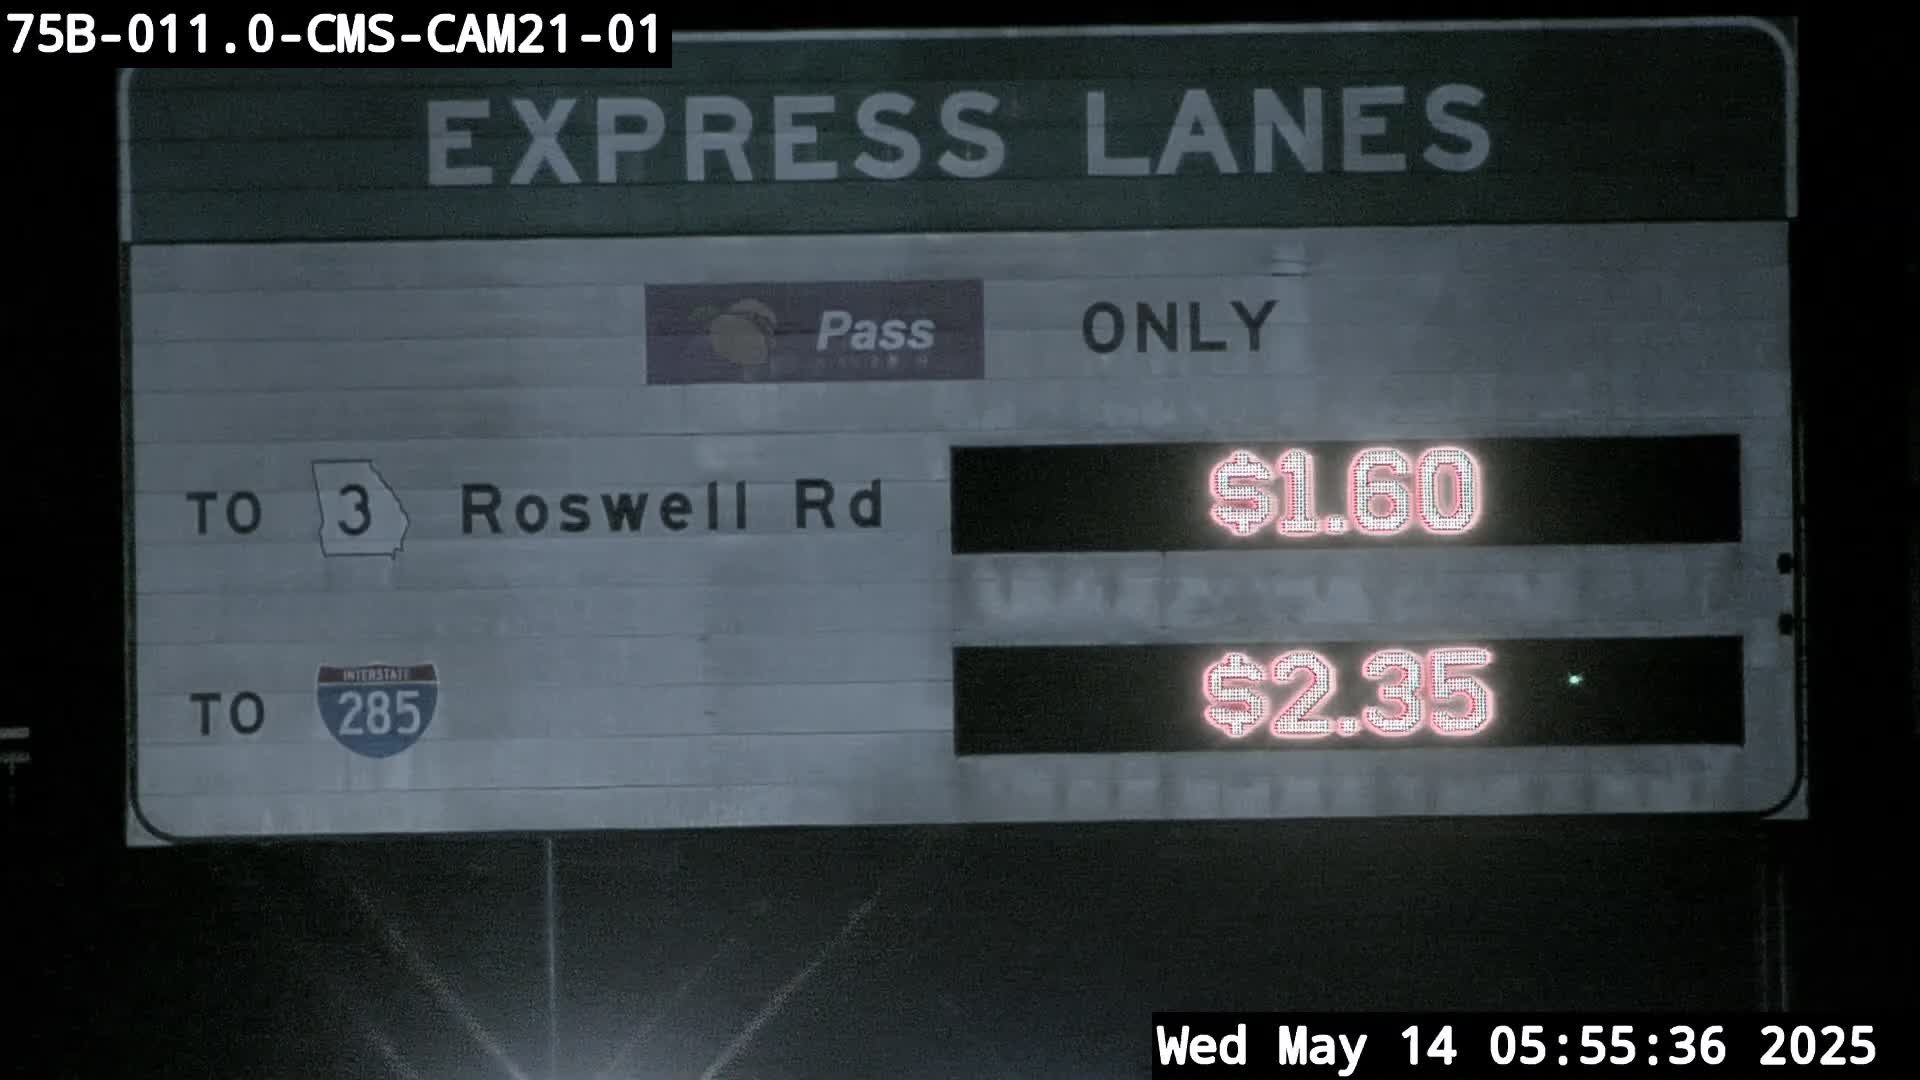 75B-011.0-CMS-CAM21-01
EXPRESS LANES
Pass ONLY
TO 3 Roswell Rd $1.60
INTERSTATE
TO 285 $2.35
Wed May 14 05:55:36 2025